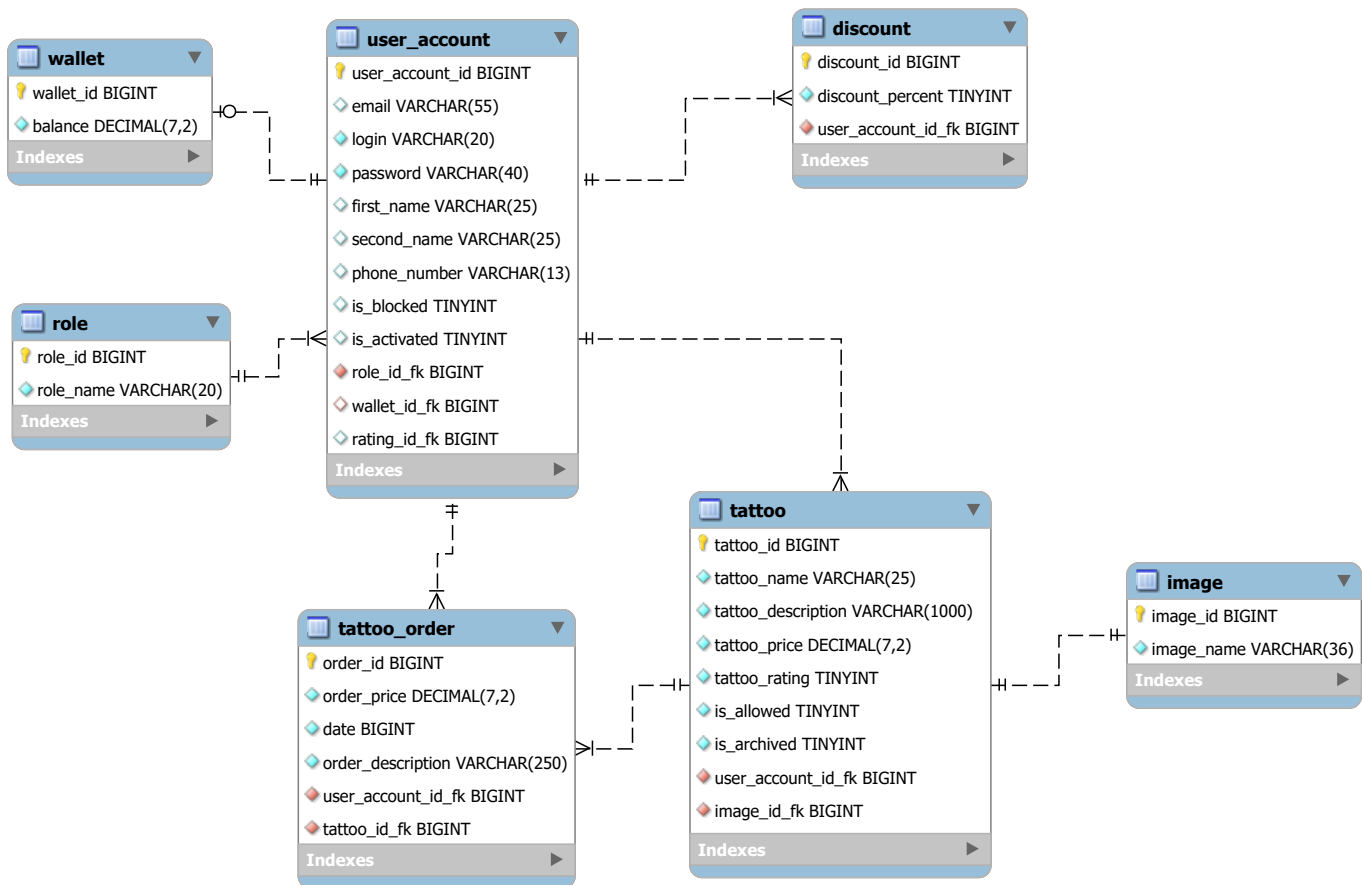 wallet
wallet_id BIGINT
balance DECIMAL(7,2)
Indexes
user_account
user_account_id BIGINT
email VARCHAR(55)
login VARCHAR(20)
password VARCHAR(40)
first_name VARCHAR(25)
second_name VARCHAR(25)
phone_number VARCHAR(13)
is_blocked TINYINT
is_activated TINYINT
role_id_fk BIGINT
wallet_id_fk BIGINT
rating_id_fk BIGINT
Indexes
discount
discount_id BIGINT
discount_percent TINYINT
user_account_id_fk BIGINT
Indexes
role
role_id BIGINT
role_name VARCHAR(20)
Indexes
tattoo_order
order_id BIGINT
order_price DECIMAL(7,2)
date BIGINT
order_description VARCHAR(250)
user_account_id_fk BIGINT
tattoo_id_fk BIGINT
Indexes
tattoo
tattoo_id BIGINT
tattoo_name VARCHAR(25)
tattoo_description VARCHAR(1000)
tattoo_price DECIMAL(7,2)
tattoo_rating TINYINT
is_allowed TINYINT
is_archived TINYINT
user_account_id_fk BIGINT
image_id_fk BIGINT
Indexes
image
image_id BIGINT
image_name VARCHAR(36)
Indexes